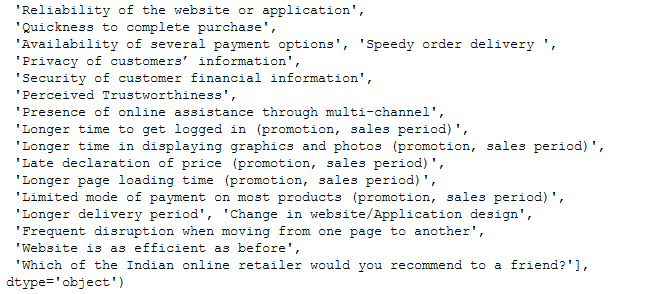 'Reliability of the website or application',
'Quickness to complete purchase',
'Availability of several payment options', 'Speedy order delivery ',
'Privacy of customers’ information',
'Security of customer financial information',
'Perceived Trustworthiness',
'Presence of online assistance through multi-channel',
'Longer time to get logged in (promotion, sales period)',
'Longer time in displaying graphics and photos (promotion, sales period)',
'Late declaration of price (promotion, sales period)',
'Longer page loading time (promotion, sales period)',
'Limited mode of payment on most products (promotion, sales period)',
'Longer delivery period', 'Change in website/Application design',
'Frequent disruption when moving from one page to another',
'Website is as efficient as before',
'Which of the Indian online retailer would you recommend to a friend?'],
dtype='object')